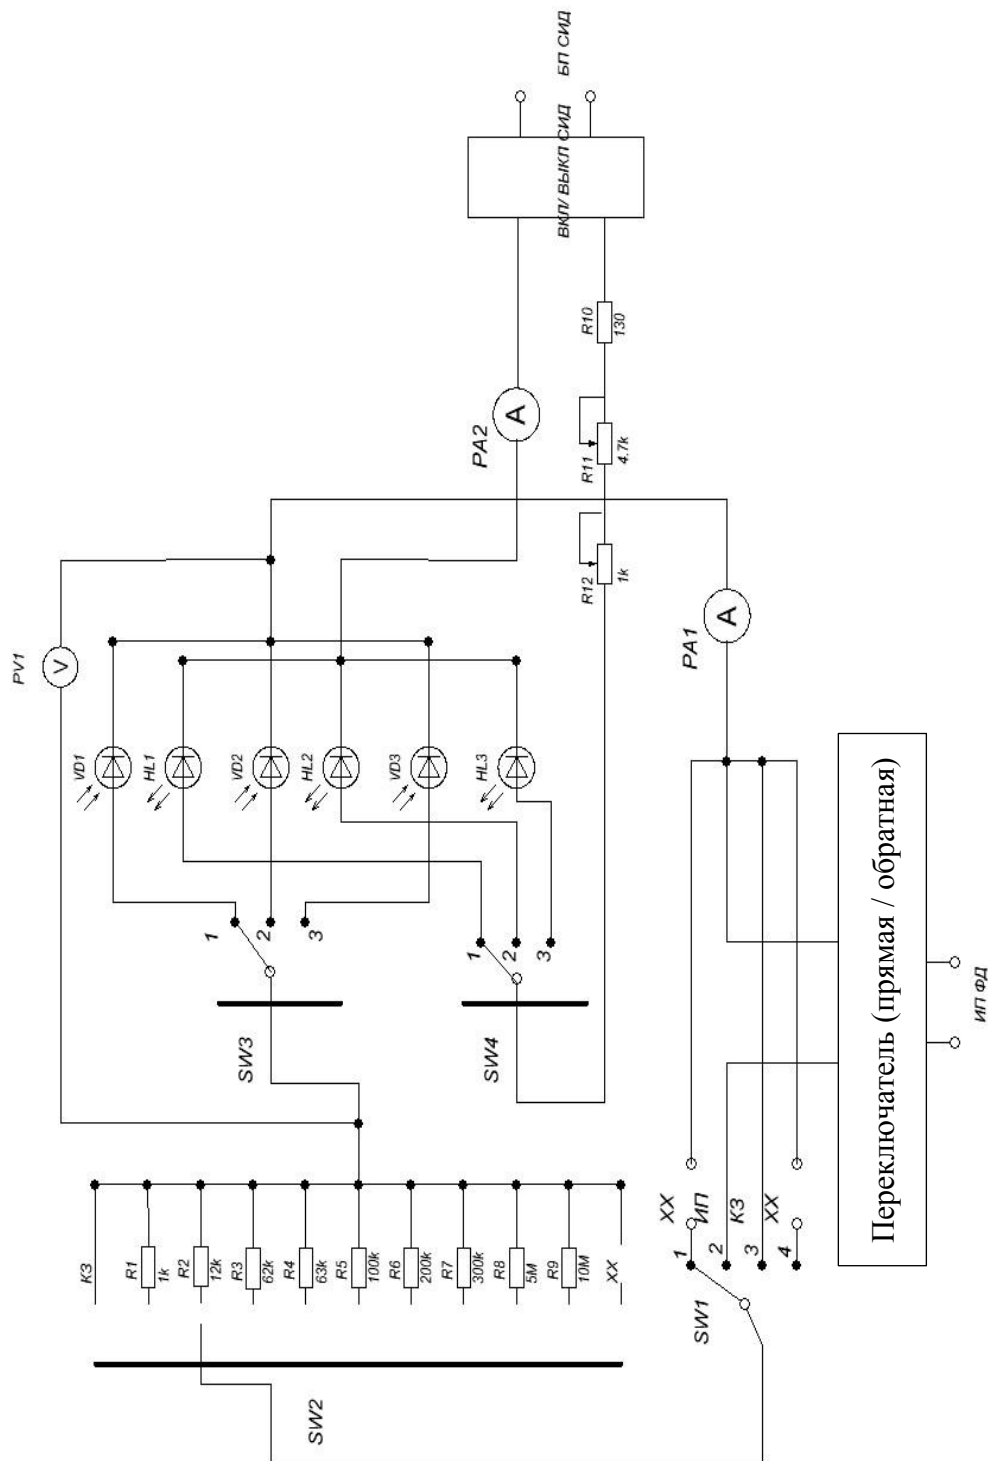 БП СИД
ВКЛ/ ВЫКЛ СИД
R10
130
A
PA2
R11
4.7k
R12
1k
A
PA1
PV1
V
VD1
HL1
VD2
HL2
VD3
HL3
1
2
3
SW3
1
2
3
SW4
КЗ
R1
1k
R2
12k
R3
62k
R4
63k
R5
100k
R6
200k
R7
300k
R8
5M
R9
10M
XX
SW2
XX
ИП
КЗ
XX
1
2
3
4
SW1
Переключатель (прямая / обратная)
ИП ФД